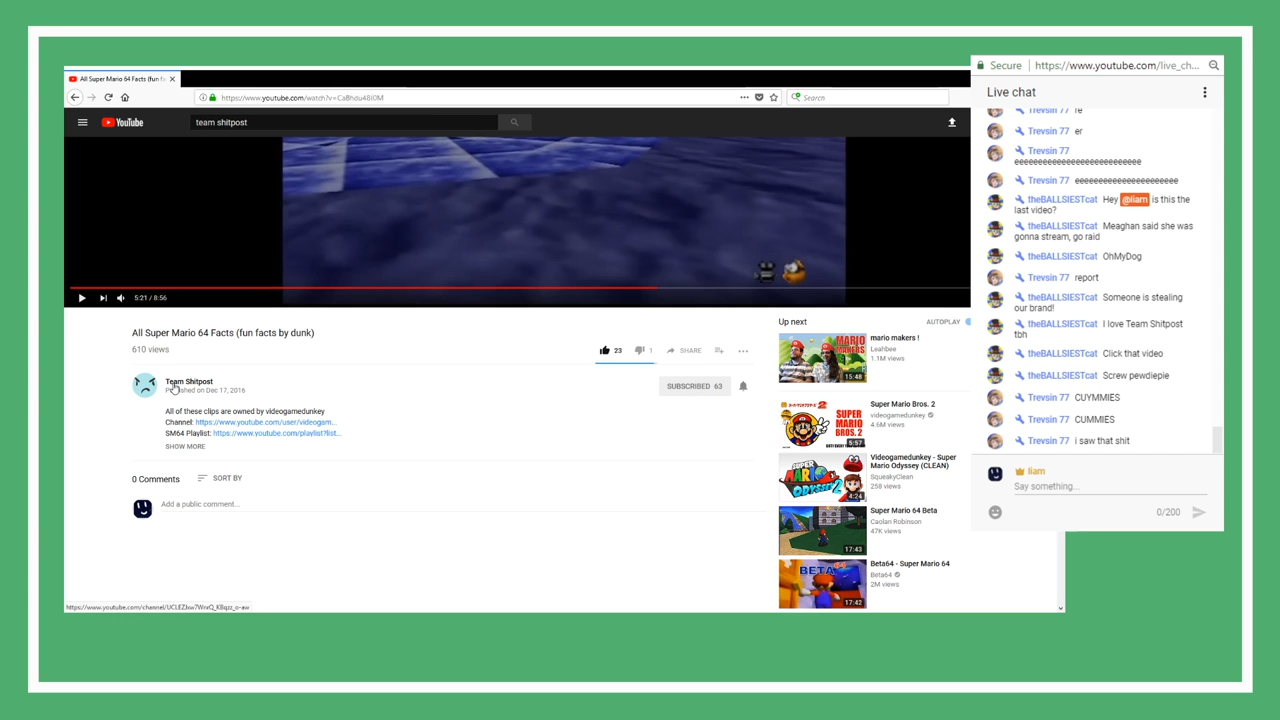 All Super Mario 64 Facts (fun fa
https://www.youtube.com/watch?v=
Search
YouTube
team shitpost
5:21 / 8:56
All Super Mario 64 Facts (fun facts by dunk)
610 views
23
1
SHARE
Team Shitpost
Published on Dec 17, 2016
SUBSCRIBED 63
All of these clips are owned by videogamedunkey
Channel: https://www.youtube.com/user/videogam...
SM64 Playlist: https://www.youtube.com/playlist?list...
SHOW MORE
0 Comments
SORT BY
Add a public comment...
Up next
AUTOPLAY
mario makers !
Leahbee
1.1M views
MARIO
MAKERS
15:48
Super Mario Bros. 2
videogamedunkey
4.6M views
SUPER
MARIO
BROS. 2
5:57
Videogamedunkey - Super
Mario Odyssey (CLEAN)
SqueakyClean
258 views
4:24
Super Mario 64 Beta
Caolan Robinson
47K views
17:43
Beta64 - Super Mario 64
Beta64
2M views
BETA
17:42
Secure
https://www.youtube.com/live_ch...
Live chat
Trevsin 77 re
Trevsin 77 er
Trevsin 77
eeeeeeeeeeeeeeeeeeeeeeeeeee
Trevsin 77 eeeeeeeeeeeeeeeeeeeeee
theBALLSIESTcat Hey @liam is this the
last video?
theBALLSIESTcat Meaghan said she was
gonna stream, go raid
theBALLSIESTcat OhMyDog
Trevsin 77 report
theBALLSIESTcat Someone is stealing
our brand!
theBALLSIESTcat I love Team Shitpost
tbh
theBALLSIESTcat Click that video
theBALLSIESTcat Screw pewdiepie
Trevsin 77 CUYMMIES
Trevsin 77 CUMMIES
Trevsin 77 i saw that shit
liam
Say something...
0/200